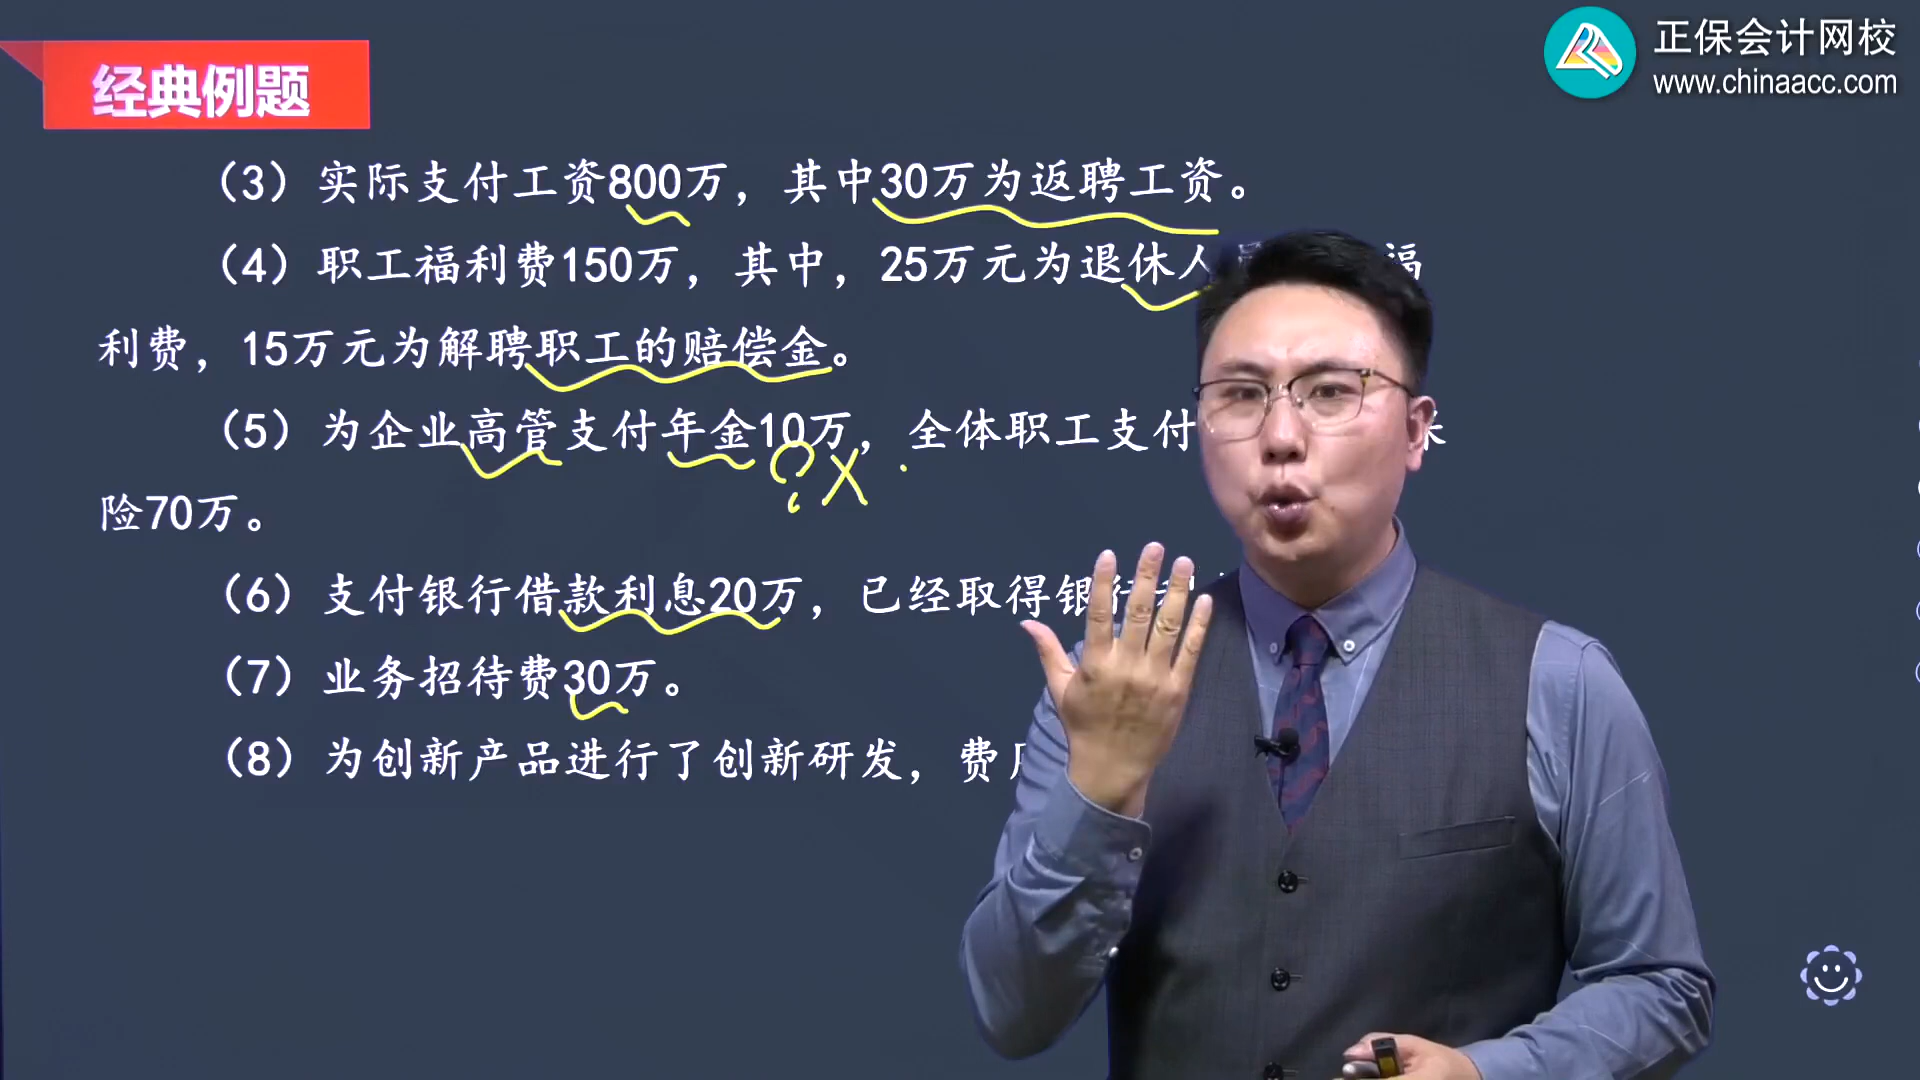 正保会计网校
www.chinaacc.com
经典例题
（3）实际支付工资800万，其中30万为返聘工资。
（4）职工福利费150万，其中，25万元为退休人 福
利费，15万元为解聘职工的赔偿金。
（5）为企业高管支付年金10万，全体职工支付
险70万。
（6）支付银行借款利息20万，已经取得银行
（7）业务招待费30万。
（8）为创新产品进行了创新研发，费
? X